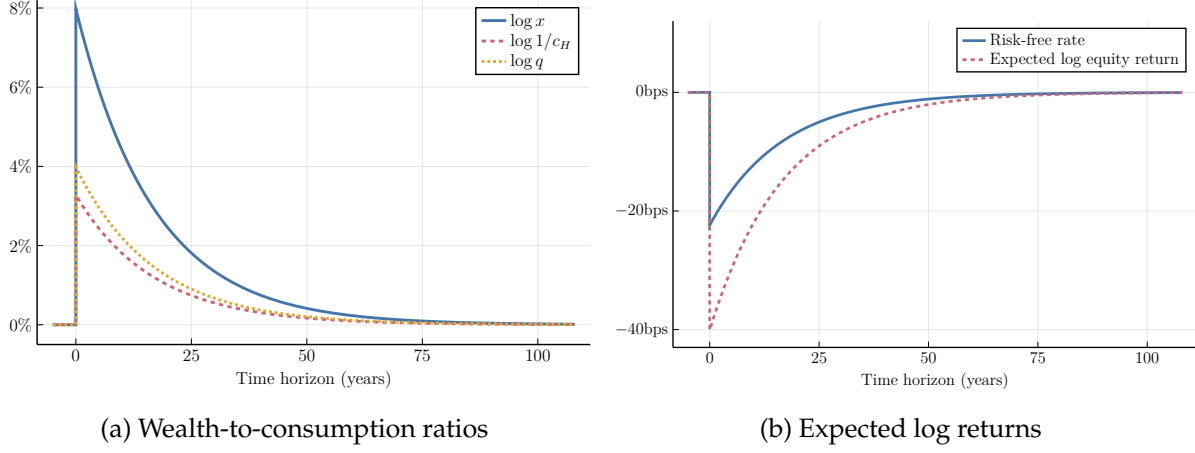 8%
6%
4%
2%
0%
log x
log 1/c_H
log q
0
25
50
75
100
Time horizon (years)
(a) Wealth-to-consumption ratios
0bps
−20bps
−40bps
Risk-free rate
Expected log equity return
0
25
50
75
100
Time horizon (years)
(b) Expected log returns